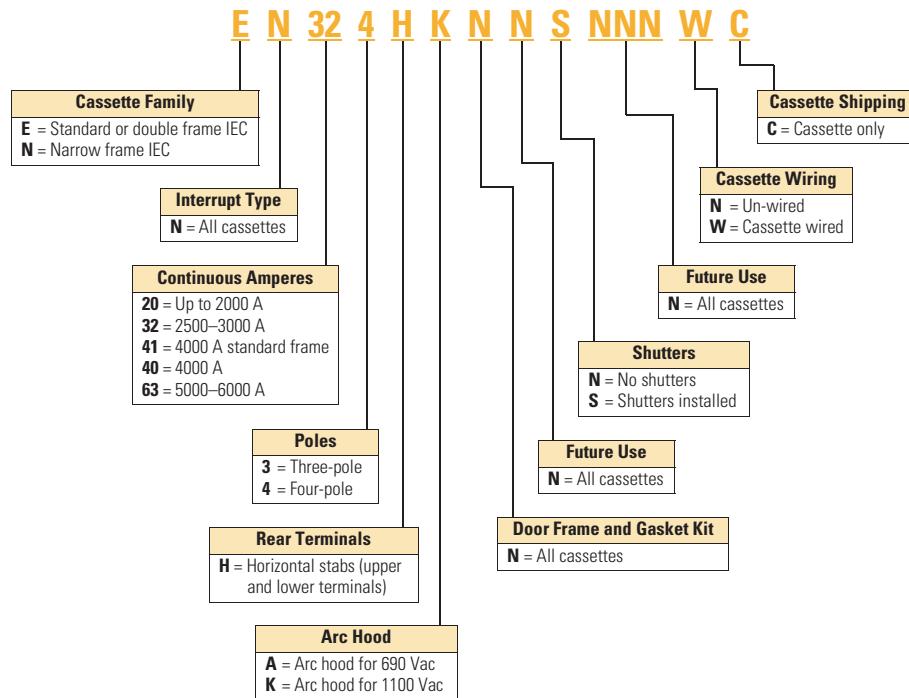 E N 32 4 H K N N S NNN W C
Cassette Family
E = Standard or double frame IEC
N = Narrow frame IEC
Cassette Shipping
C = Cassette only
Interrupt Type
N = All cassettes
Cassette Wiring
N = Un-wired
W = Cassette wired
Continuous Amperes
20 = Up to 2000 A
32 = 2500–3000 A
41 = 4000 A standard frame
40 = 4000 A
63 = 5000–6000 A
Future Use
N = All cassettes
Shutters
N = No shutters
S = Shutters installed
Poles
3 = Three-pole
4 = Four-pole
Future Use
N = All cassettes
Rear Terminals
H = Horizontal stabs (upper
and lower terminals)
Door Frame and Gasket Kit
N = All cassettes
Arc Hood
A = Arc hood for 690 Vac
K = Arc hood for 1100 Vac